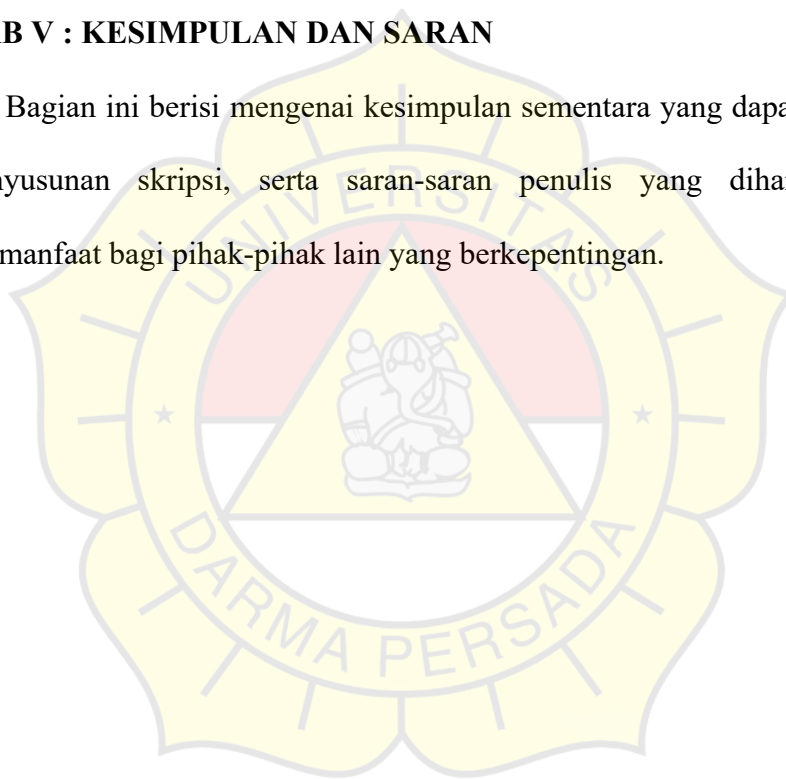 B V : KESIMPULAN DAN SARAN
Bagian ini berisi mengenai kesimpulan sementara yang dapa
nyusunan skripsi, serta saran-saran penulis yang diha
manfaat bagi pihak-pihak lain yang berkepentingan.
UNIVERSITAS
DARMA PERSADA